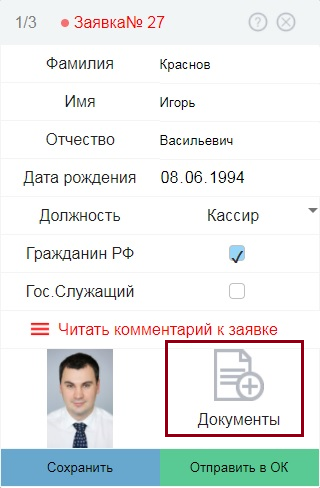 1/3 Заявка№ 27 ?
Фамилия Краснов
Имя Игорь
Отчество Васильевич
Дата рождения 08.06.1994
Должность Кассир
Гражданин РФ
Гос.Служащий
Читать комментарий к заявке
Документы
Сохранить Отправить в ОК